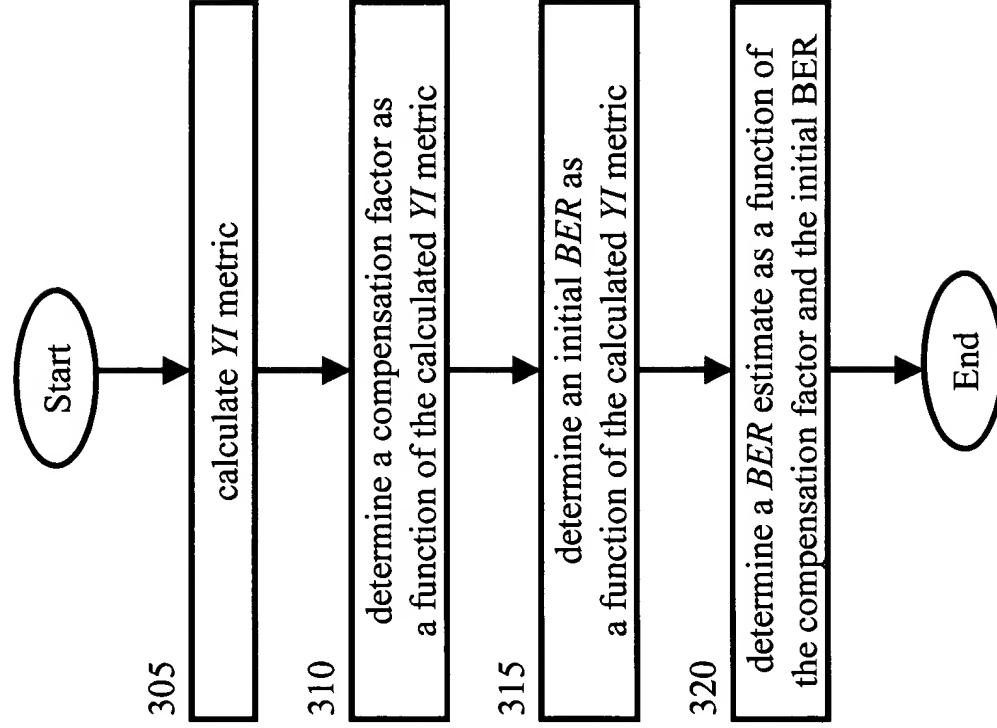 Start
305
calculate YI metric
310
determine a compensation factor as
a function of the calculated YI metric
315
determine an initial BER as
a function of the calculated YI metric
320
determine a BER estimate as a function of
the compensation factor and the initial BER
End